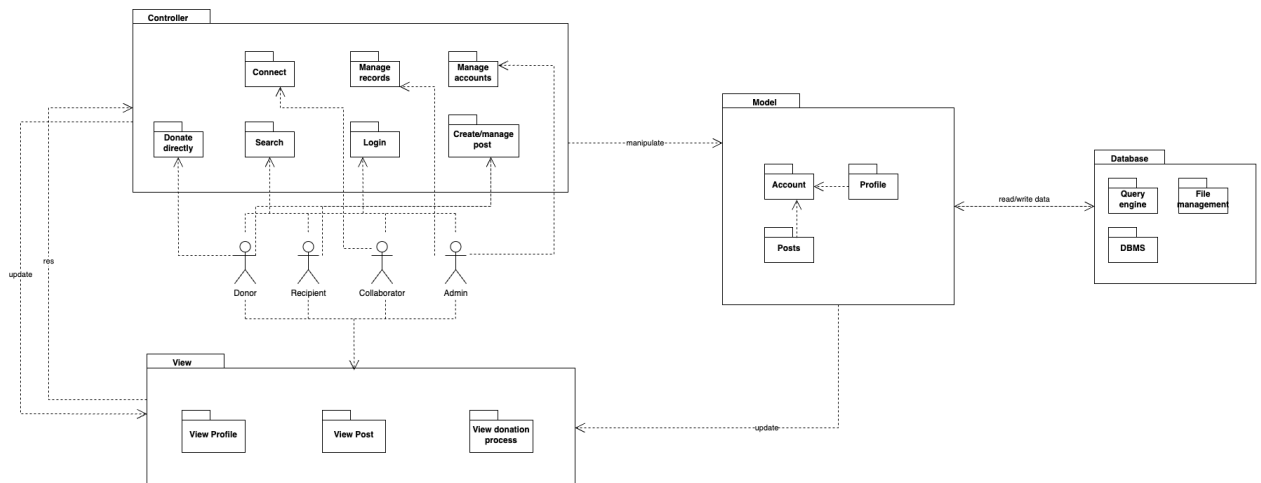 Controller
Connect
Manage
records
Manage
accounts
Donate
directly
Search
Login
Create/manage
post
manipulate
Model
Account
Profile
Posts
read/write data
Database
Query
engine
File
management
DBMS
update
res
Donor
Recipient
Collaborator
Admin
View
View Profile
View Post
View donation
process
update